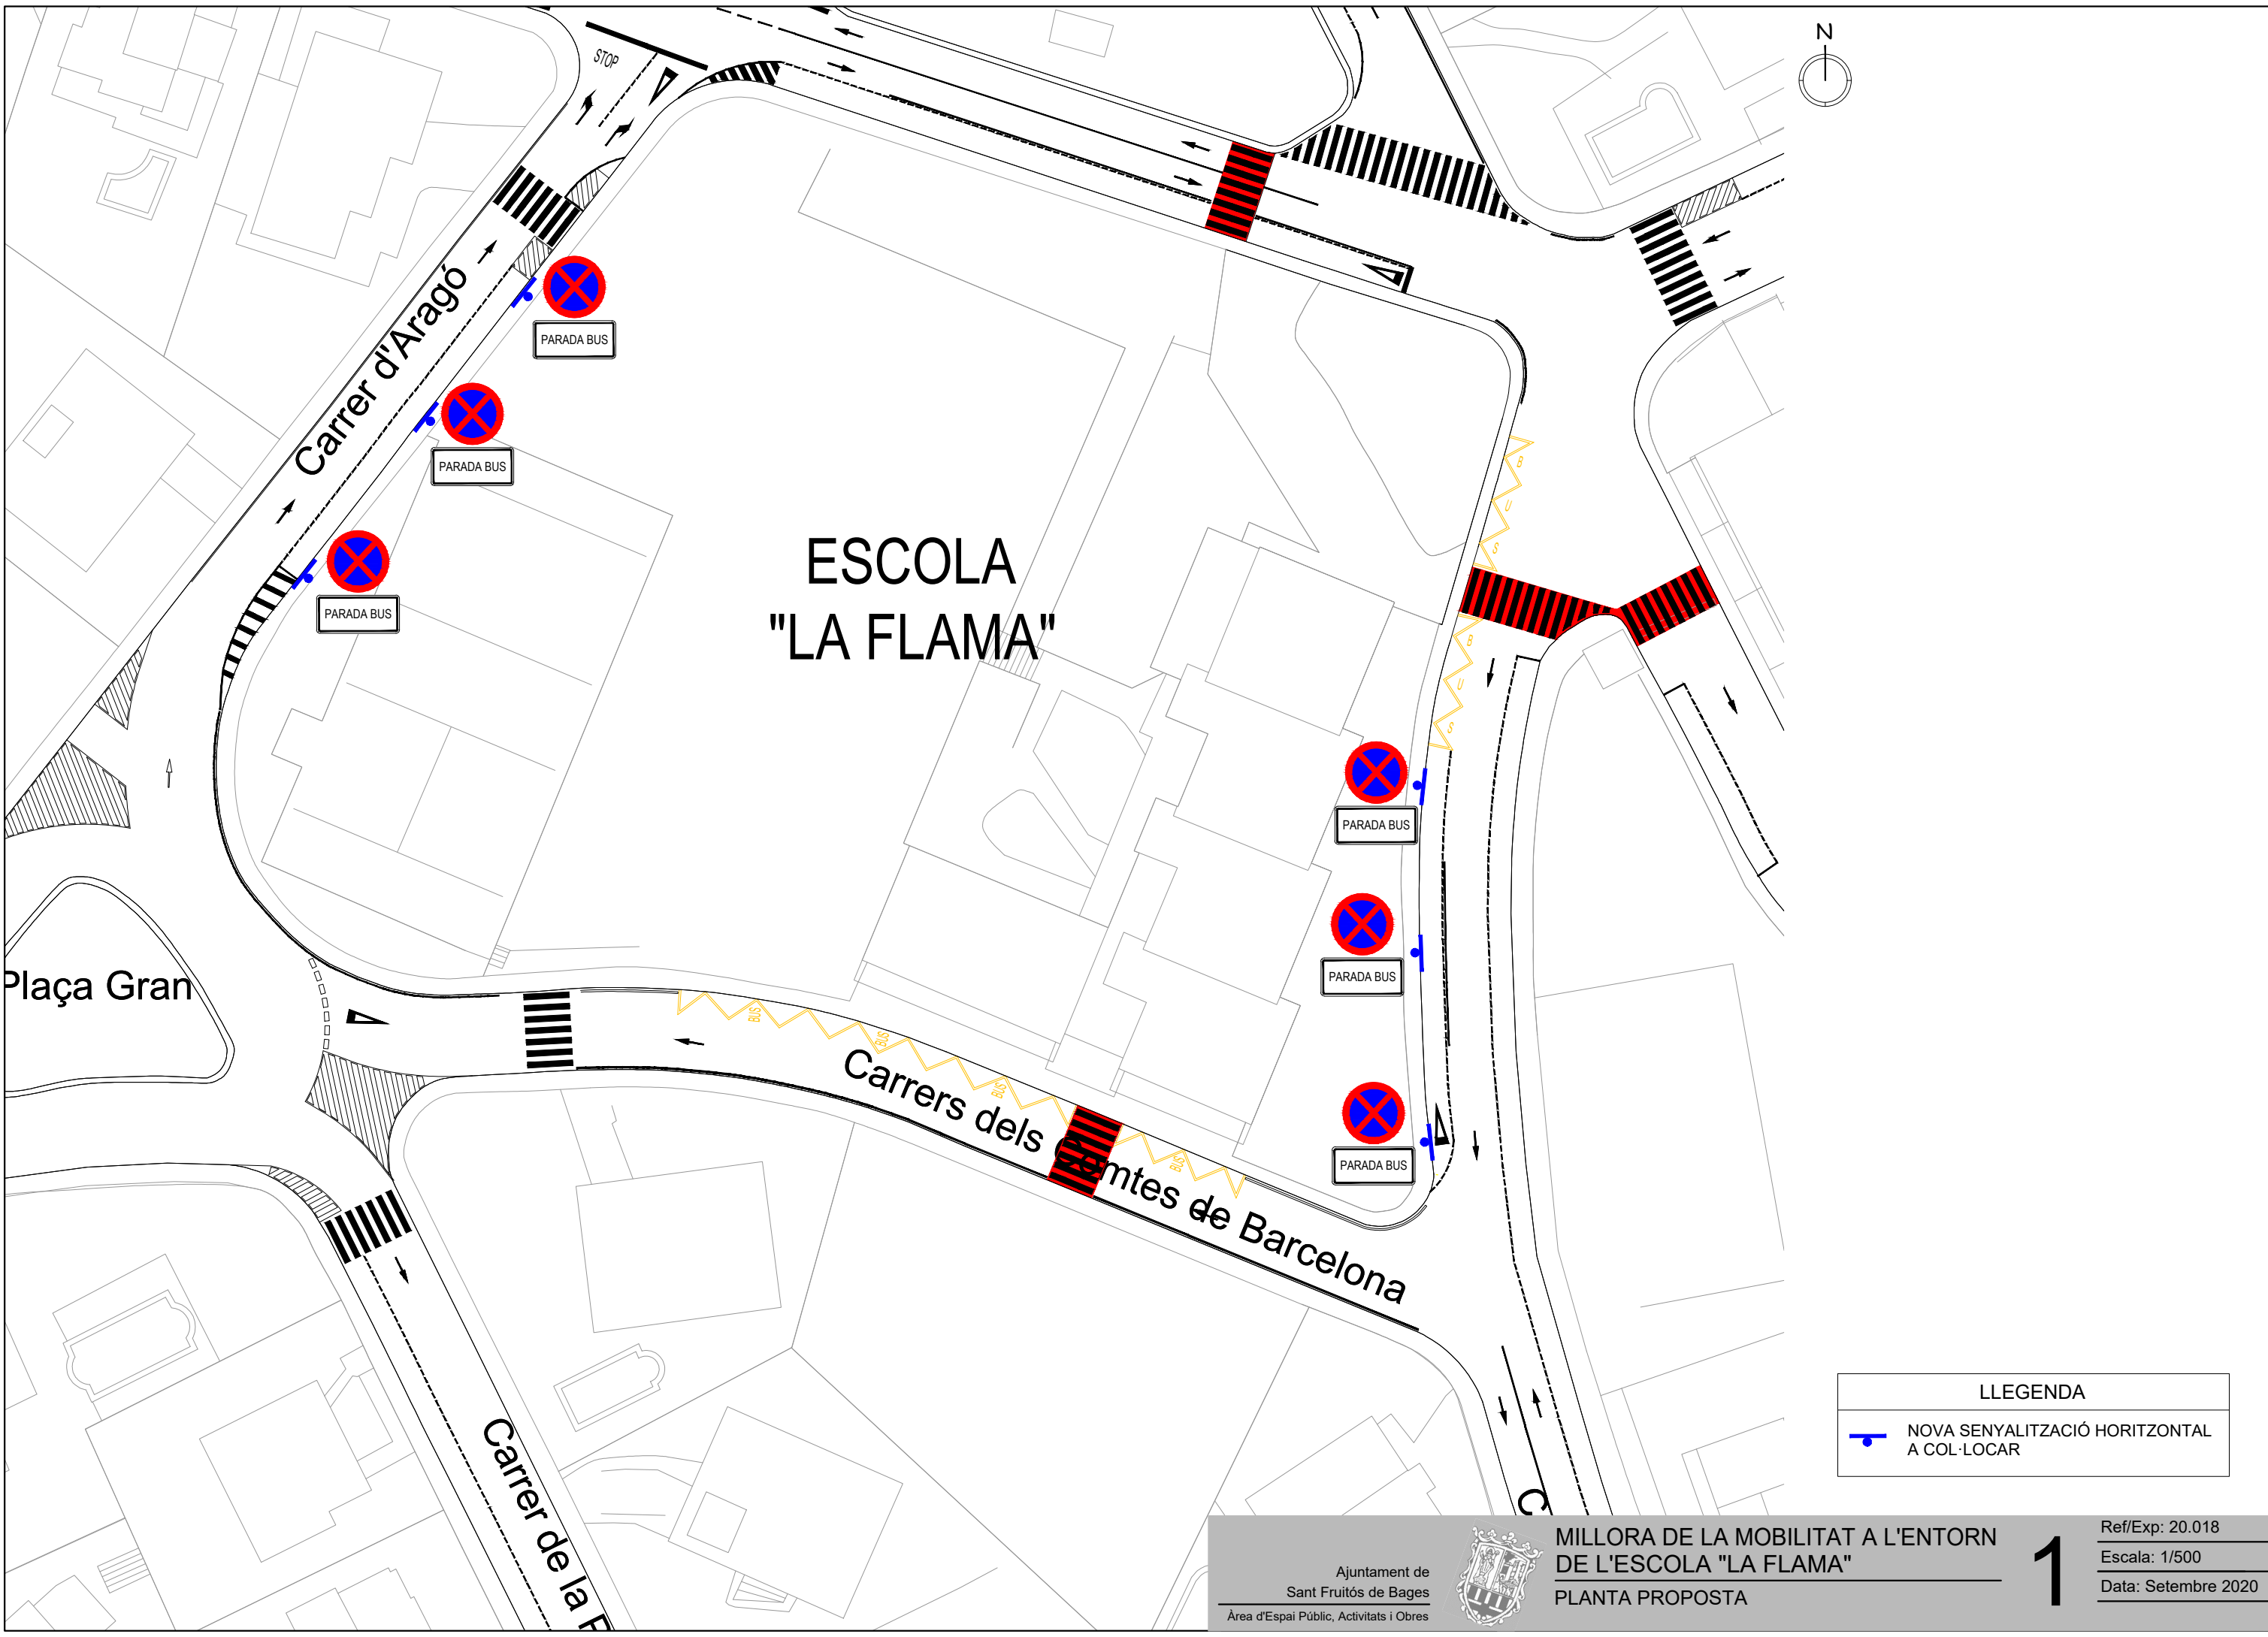 N
STOP
Carrer d'Aragó
PARADA BUS
PARADA BUS
PARADA BUS
ESCOLA
"LA FLAMA"
B
U
S
B
U
S
PARADA BUS
PARADA BUS
PARADA BUS
Plaça Gran
BUS
BUS
BUS
BUS
Carrers dels Comtes de Barcelona
Carrer de la
C
LLEGENDA
NOVA SENYALITZACIÓ HORITZONTAL
A COL·LOCAR
Ajuntament de
Sant Fruitós de Bages
Àrea d'Espai Públic, Activitats i Obres
MILLORA DE LA MOBILITAT A L'ENTORN
DE L'ESCOLA "LA FLAMA"
PLANTA PROPOSTA
1
Ref/Exp: 20.018
Escala: 1/500
Data: Setembre 2020